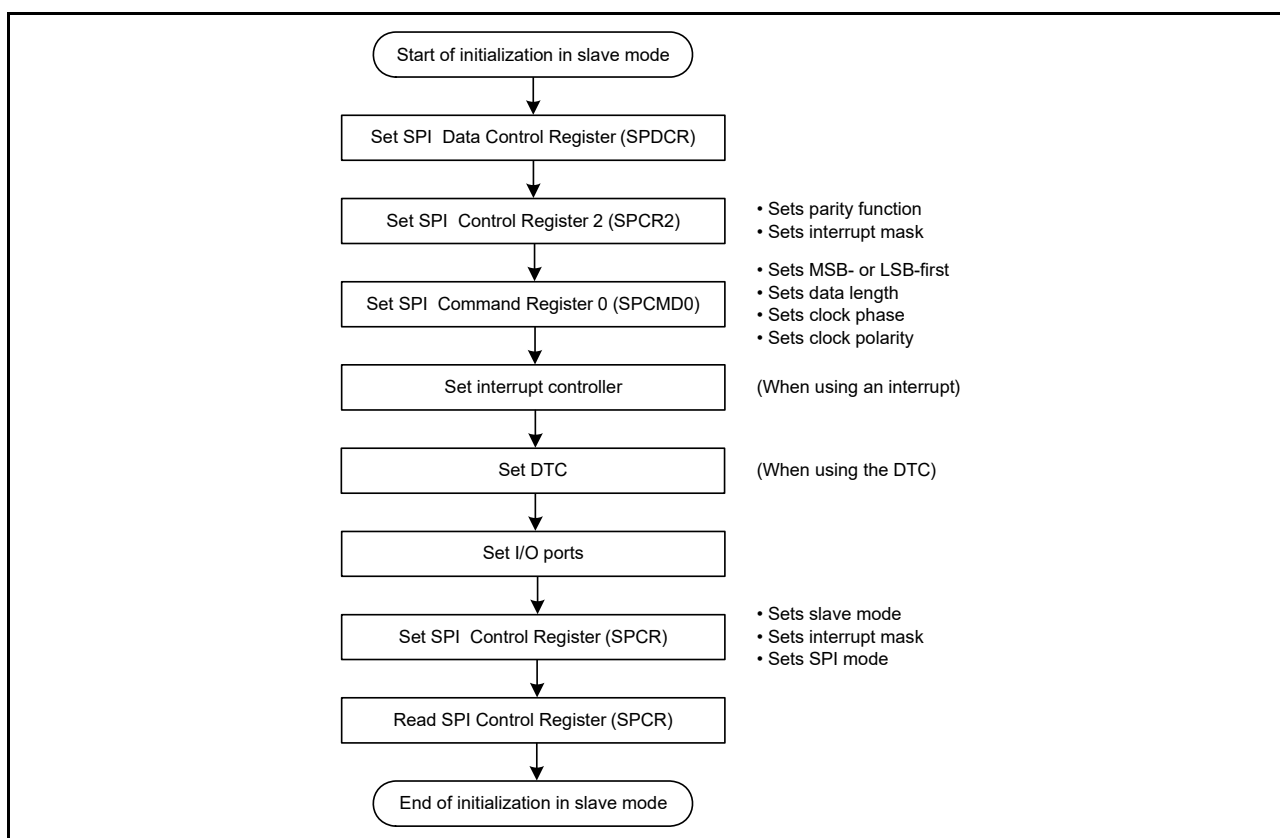 Start of initialization in slave mode
Set SPI Data Control Register (SPDCR)
Set SPI Control Register 2 (SPCR2)
• Sets parity function
• Sets interrupt mask
Set SPI Command Register 0 (SPCMD0)
• Sets MSB- or LSB-first
• Sets data length
• Sets clock phase
• Sets clock polarity
Set interrupt controller
(When using an interrupt)
Set DTC
(When using the DTC)
Set I/O ports
Set SPI Control Register (SPCR)
• Sets slave mode
• Sets interrupt mask
• Sets SPI mode
Read SPI Control Register (SPCR)
End of initialization in slave mode